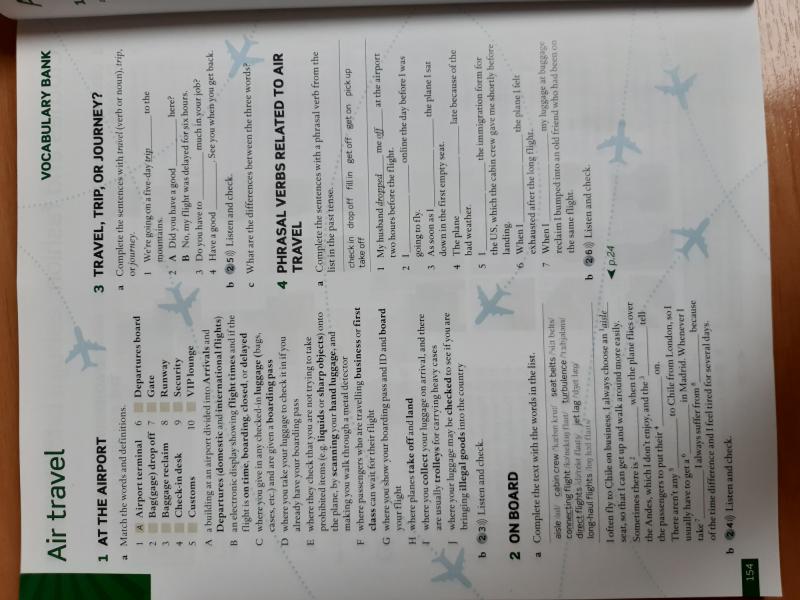 VOCABULARY BANK
Air travel
1 AT THE AIRPORT
a Match the words and definitions.
1 A Airport terminal
2 Bag(gage) drop off
3 Baggage reclaim
4 Check-in desk
5 Customs
6 Departures board
7 Gate
8 Runway
9 Security
10 VIP lounge
A a building at an airport divided into Arrivals and
Departures (domestic and international flights)
B an electronic display showing flight times and if the
flight is on time, boarding, closed, or delayed
C where you give in any checked-in luggage (bags,
cases, etc.) and are given a boarding pass
D where you take your luggage to check it in if you
already have your boarding pass
E where they check that you are not trying to take
prohibited items (e.g. liquids or sharp objects) onto
the plane, by scanning your hand luggage, and
making you walk through a metal detector
F where passengers who are travelling business or first
class can wait for their flight
G where you show your boarding pass and ID and board
your flight
H where planes take off and land
I where you collect your luggage on arrival, and there
are usually trolleys for carrying heavy cases
J where your luggage may be checked to see if you are
bringing illegal goods into the country
b 2 3)) Listen and check.
2 ON BOARD
a Complete the text with the words in the list.
aisle cabin crew seat belts
connecting flight turbulence
direct flights jet lag
long-haul flights
I often fly to Chile on business. I always choose an 1 aisle
seat, so that I can get up and walk around more easily.
Sometimes there is 2 when the plane flies over
the Andes, which I don't enjoy, and the 3 tell
the passengers to put their 4 on.
There aren't any 5 to Chile from London, so I
usually have to get a 6 in Madrid. Whenever I
take 7 I always suffer from 8 because
of the time difference and I feel tired for several days.
b 2 4)) Listen and check.
3 TRAVEL, TRIP, OR JOURNEY?
a Complete the sentences with travel (verb or noun), trip,
or journey.
1 We're going on a five-day trip to the
mountains.
2 A Did you have a good here?
B No, my flight was delayed for six hours.
3 Do you have to much in your job?
4 Have a good . See you when you get back.
b 2 5)) Listen and check.
c What are the differences between the three words?
4 PHRASAL VERBS RELATED TO AIR
TRAVEL
a Complete the sentences with a phrasal verb from the
list in the past tense.
check in drop off fill in get off get on pick up
take off
1 My husband dropped me off at the airport
two hours before the flight.
2 I online the day before I was
going to fly.
3 As soon as I the plane I sat
down in the first empty seat.
4 The plane late because of the
bad weather.
5 I the immigration form for
the US, which the cabin crew gave me shortly before
landing.
6 When I the plane I felt
exhausted after the long flight.
7 When I my luggage at baggage
reclaim I bumped into an old friend who had been on
the same flight.
b 2 6)) Listen and check.
p.24
154